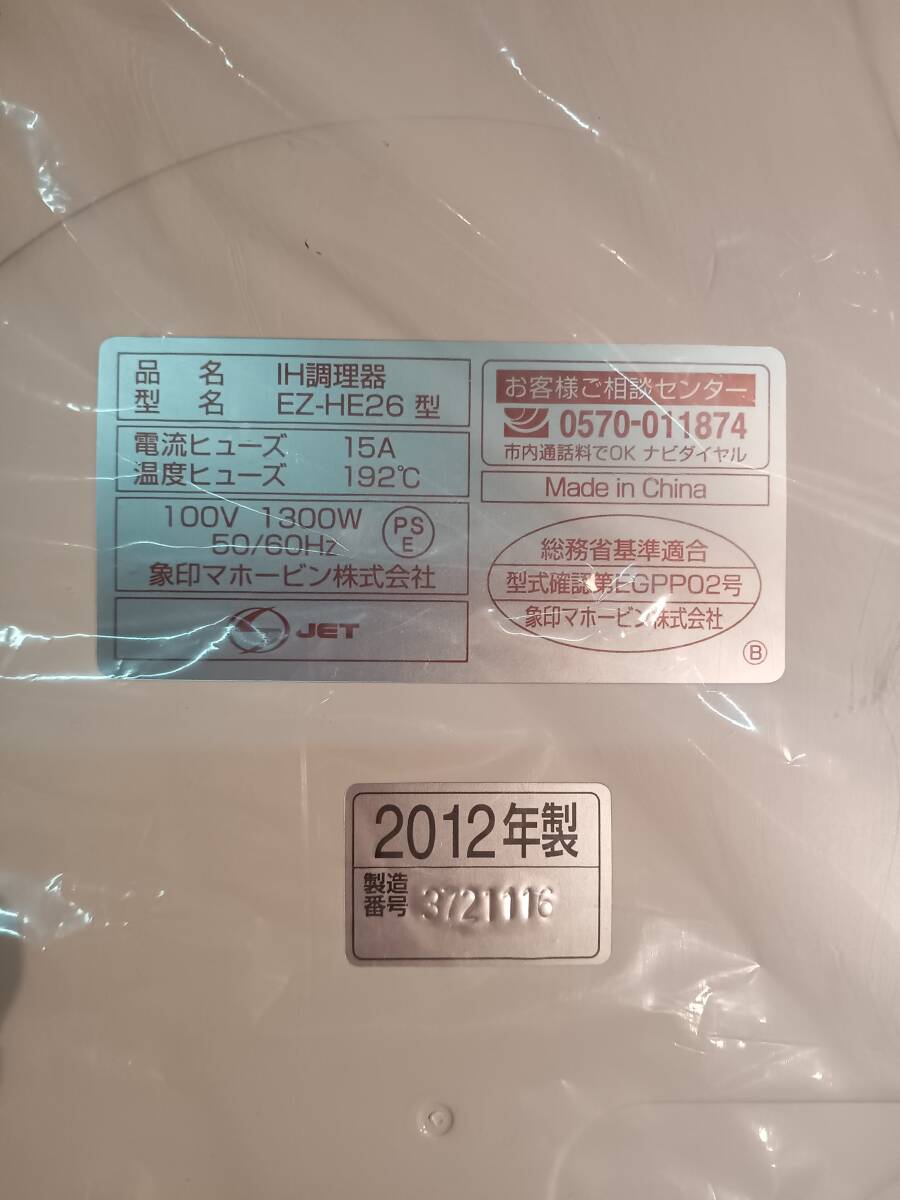 品 名 IH調理器
型 名 EZ-HE26 型
電流ヒューズ 15A
温度ヒューズ 192℃
100V 1300W
50/60Hz
PS
E
象印マホービン株式会社
JET
お客様ご相談センター
0570-011874
市内通話料でOK ナビダイヤル
Made in China
総務省基準適合
型式確認第EGPP02号
象印マホービン株式会社
B
2012年製
製造
番号 3721116